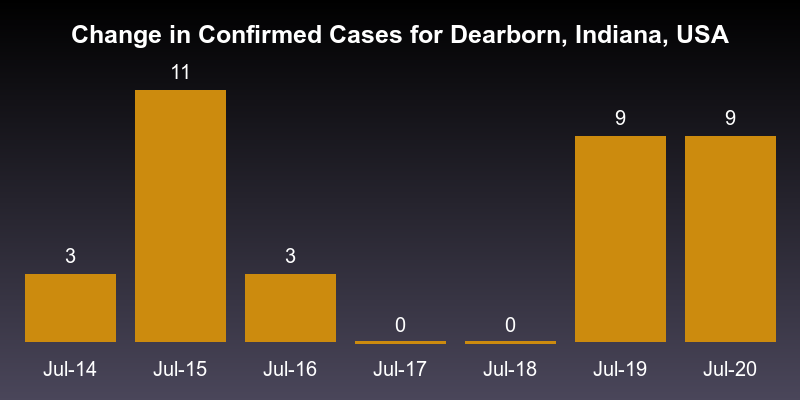 Change in Confirmed Cases for Dearborn, Indiana, USA
3
11
3
0
0
9
9
Jul-14
Jul-15
Jul-16
Jul-17
Jul-18
Jul-19
Jul-20